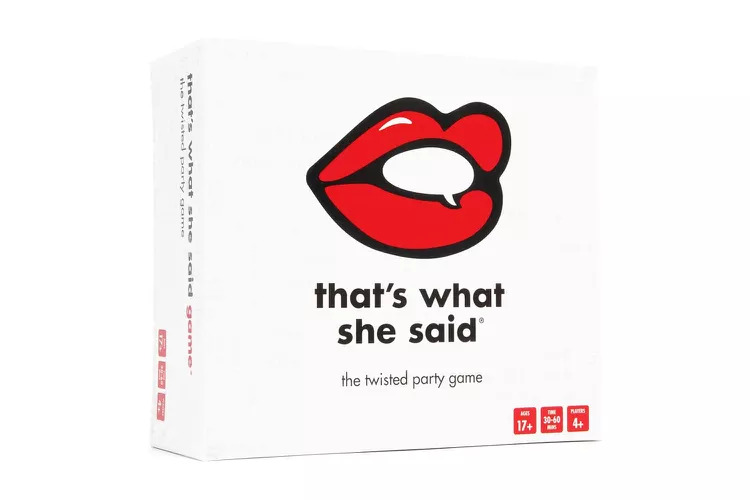 that's what she said game
the twisted party game
that's what
she said®
the twisted party game
AGES
17+
TIME
30-60
MINS
PLAYERS
4+